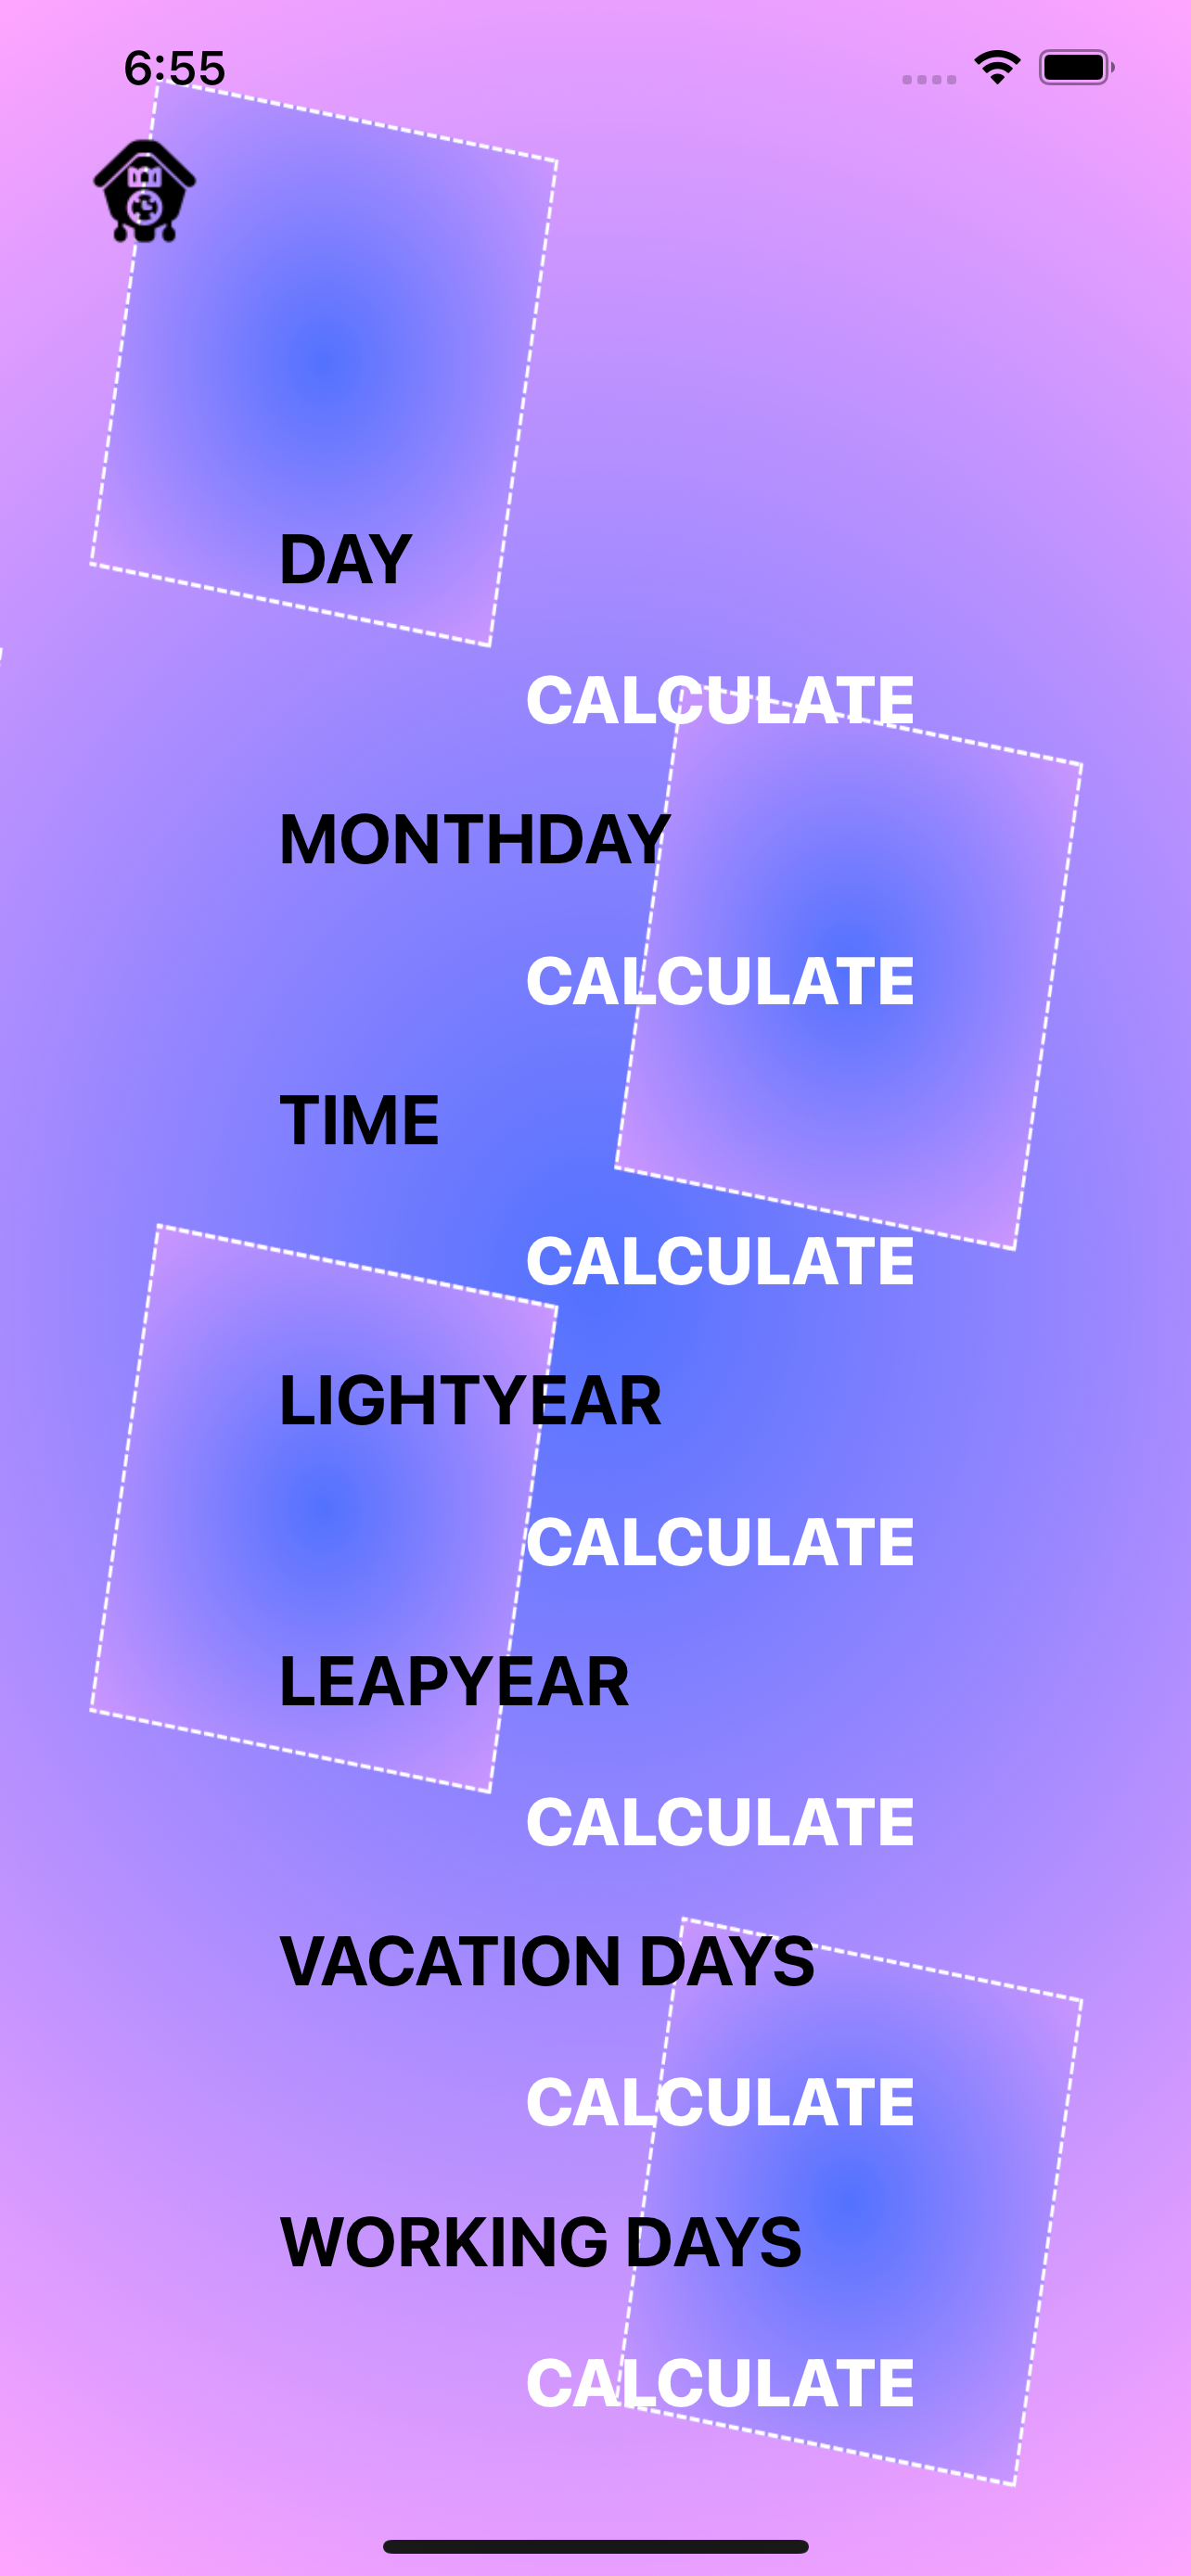 6:55
DAY
CALCULATE
MONTHDAY
CALCULATE
TIME
CALCULATE
LIGHTYEAR
CALCULATE
LEAPYEAR
CALCULATE
VACATION DAYS
CALCULATE
WORKING DAYS
CALCULATE